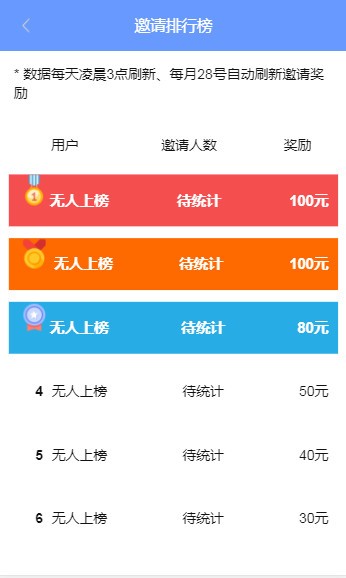 邀请排行榜
* 数据每天凌晨3点刷新、每月28号自动刷新邀请奖
励
用户 邀请人数 奖励
1 无人上榜 待统计 100元
无人上榜 待统计 100元
无人上榜 待统计 80元
4 无人上榜 待统计 50元
5 无人上榜 待统计 40元
6 无人上榜 待统计 30元